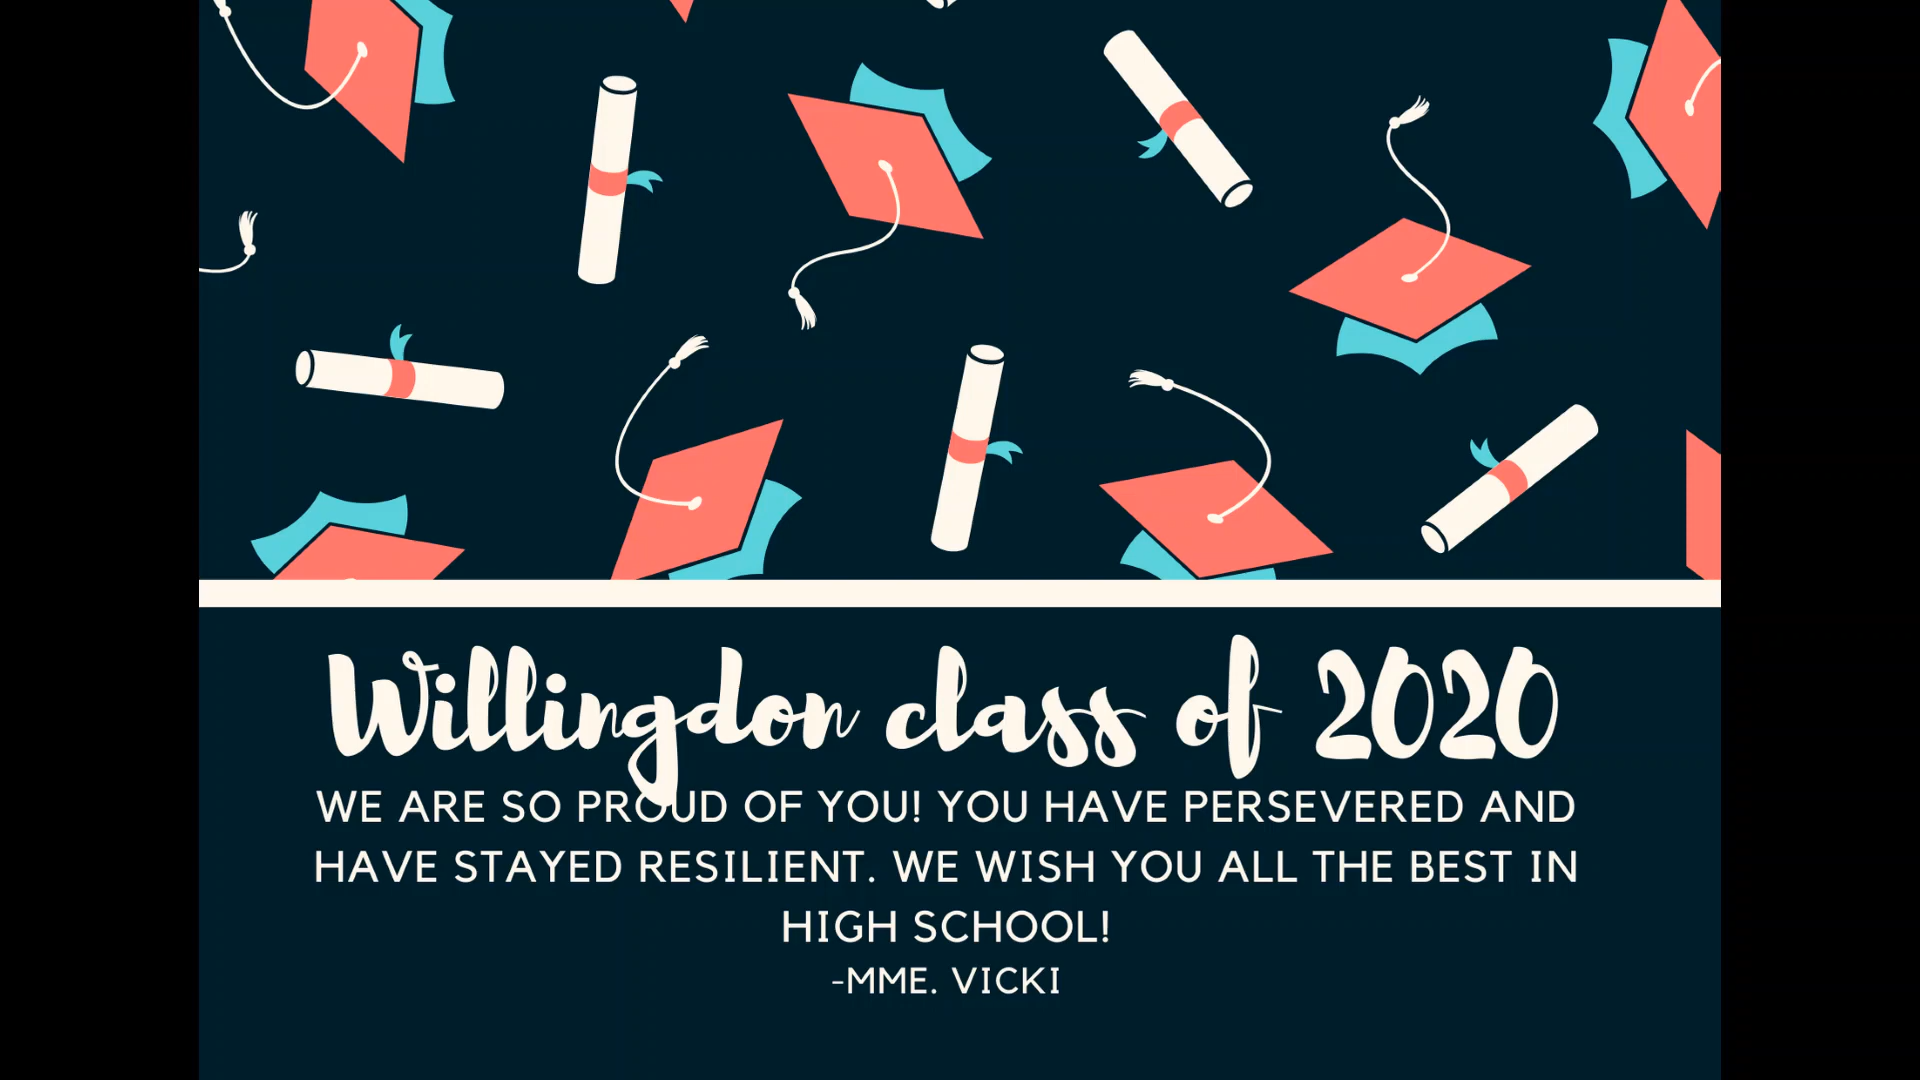 Willingdon class of 2020
WE ARE SO PROUD OF YOU! YOU HAVE PERSEVERED AND
HAVE STAYED RESILIENT. WE WISH YOU ALL THE BEST IN
HIGH SCHOOL!
-MME. VICKI